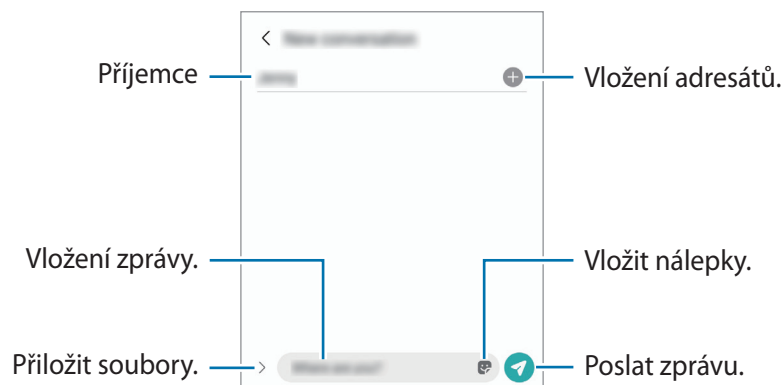 Příjemce
Vložení adresátů.
Vložení zprávy.
Vložit nálepky.
Přiložit soubory.
Poslat zprávu.